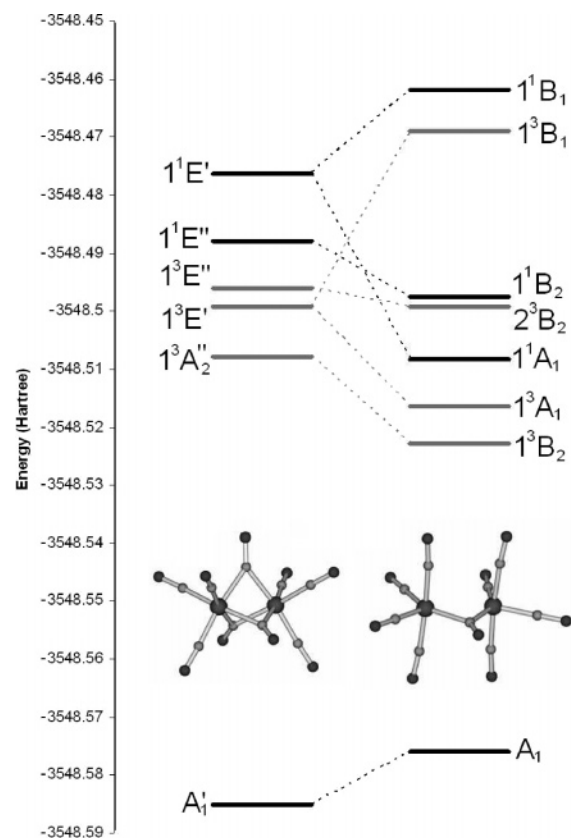 Energy (Hartree)
-3548.45
-3548.46
-3548.47
-3548.48
-3548.49
-3548.5
-3548.51
-3548.52
-3548.53
-3548.54
-3548.55
-3548.56
-3548.57
-3548.58
-3548.59
1¹E'
1¹E''
1³E''
1³E'
1³A₂''
A₁'
1¹B₁
1³B₁
1¹B₂
2³B₂
1¹A₁
1³A₁
1³B₂
A₁